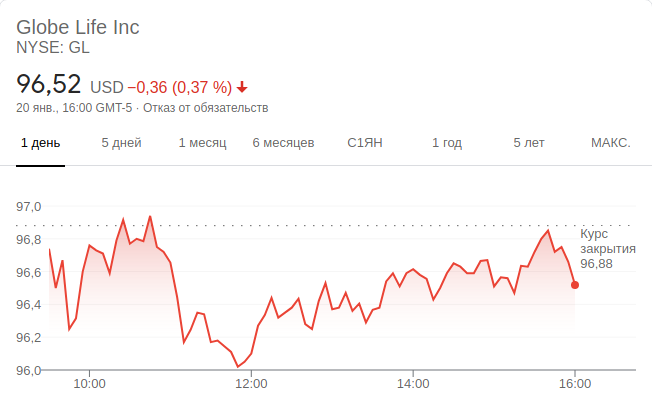 Globe Life Inc
NYSE: GL
96,52 USD −0,36 (0,37 %)
20 янв., 16:00 GMT-5 · Отказ от обязательств
1 день 5 дней 1 месяц 6 месяцев С1ЯН 1 год 5 лет МАКС.
97,0
96,8
96,6
96,4
96,2
96,0
Курс
закрытия
96,88
10:00 12:00 14:00 16:00